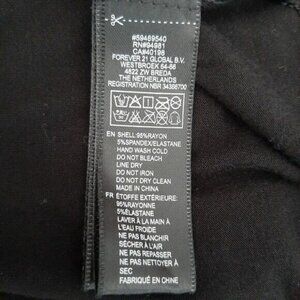 #59469540
RN#94981
CA#40198
FOREVER 21 GLOBAL B.V.
WESTBROEK 54-66
4822 ZW BREDA
THE NETHERLANDS
REGISTRATION NBR 34366700
EN SHELL:95%RAYON
5%SPANDEX/ELASTANE
HAND WASH COLD
DO NOT BLEACH
LINE DRY
DO NOT IRON
DO NOT DRY CLEAN
MADE IN CHINA
FR ÉTOFFE EXTÉRIEURE:
95%RAYONNE
5%ÉLASTANE
LAVER À LA MAIN À
L'EAU FROIDE
NE PAS BLANCHIR
SÉCHER À L'AIR
NE PAS REPASSER
NE PAS NETTOYER À
SEC
FABRIQUÉ EN CHINE